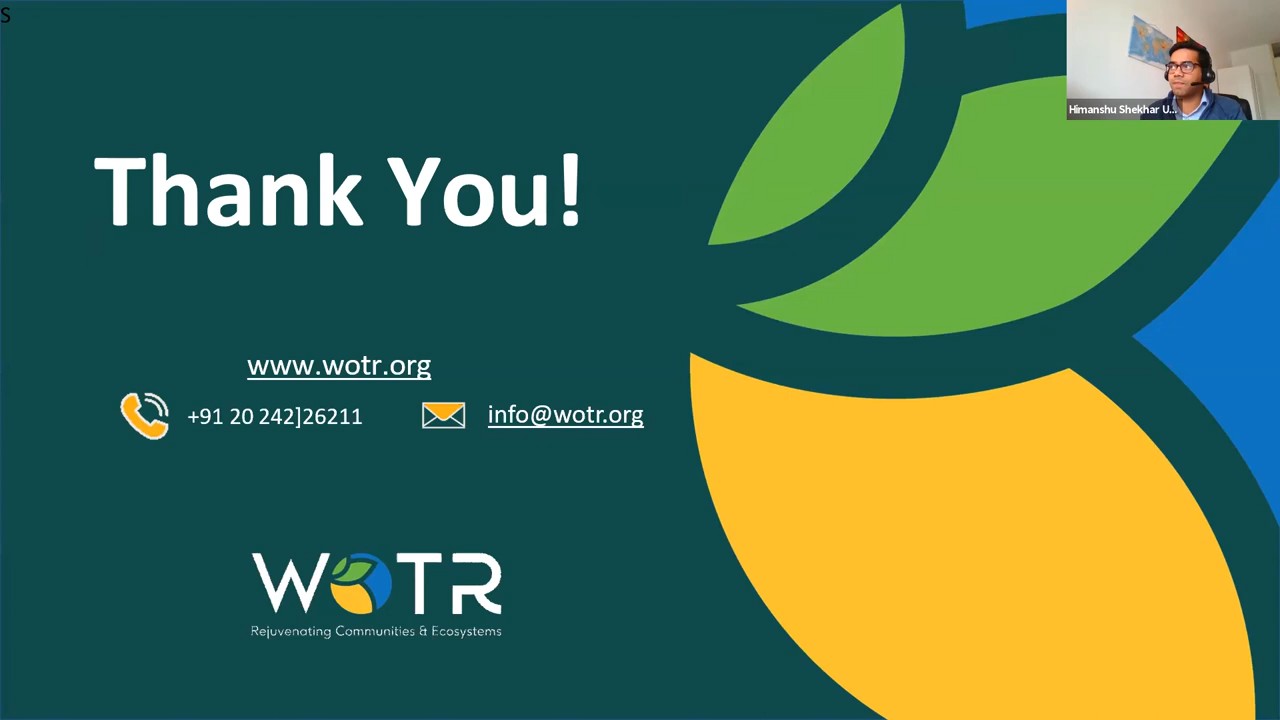 S
Himanshu Shekhar U...
Thank You!
www.wotr.org
+91 20 242]26211
info@wotr.org
WOTR
Rejuvenating Communities & Ecosystems